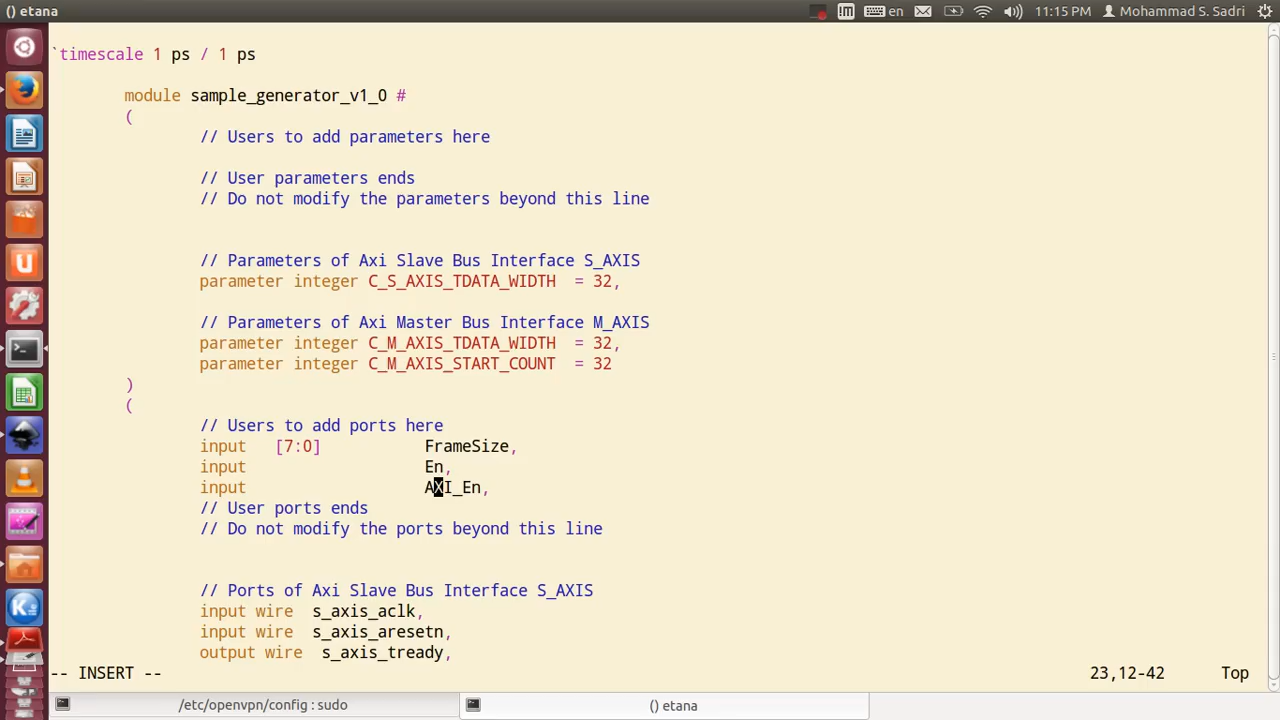 () etana
en
11:15 PM
Mohammad S. Sadri
`timescale 1 ps / 1 ps
module sample_generator_v1_0 #
(
// Users to add parameters here
// User parameters ends
// Do not modify the parameters beyond this line
// Parameters of Axi Slave Bus Interface S_AXIS
parameter integer C_S_AXIS_TDATA_WIDTH = 32,
// Parameters of Axi Master Bus Interface M_AXIS
parameter integer C_M_AXIS_TDATA_WIDTH = 32,
parameter integer C_M_AXIS_START_COUNT = 32
)
(
// Users to add ports here
input [7:0] FrameSize,
input En,
input AXI_En,
// User ports ends
// Do not modify the ports beyond this line
// Ports of Axi Slave Bus Interface S_AXIS
input wire s_axis_aclk,
input wire s_axis_aresetn,
output wire s_axis_tready,
-- INSERT -- 23,12-42 Top
/etc/openvpn/config : sudo
() etana